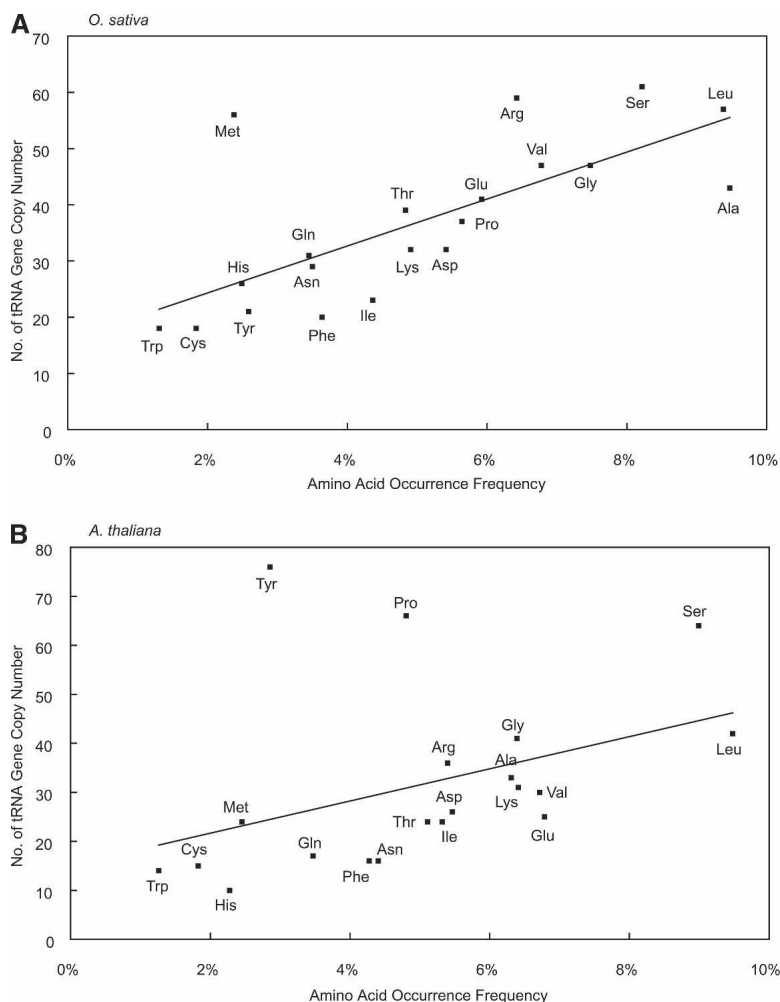 A
O. sativa
No. of tRNA Gene Copy Number
70
60
50
40
30
20
10
0
Met
Arg
Ser
Leu
Val
Thr
Glu
Gly
Ala
Gln
Pro
His
Asn
Lys
Asp
Trp
Cys
Tyr
Phe
Ile
0%
2%
4%
6%
8%
10%
Amino Acid Occurrence Frequency
B
A. thaliana
No. of tRNA Gene Copy Number
80
70
60
50
40
30
20
10
0
Tyr
Pro
Ser
Gly
Arg
Ala
Leu
Asp
Lys
Val
Met
Thr
Ile
Glu
Cys
Gln
Asn
Trp
His
Phe
0%
2%
4%
6%
8%
10%
Amino Acid Occurrence Frequency